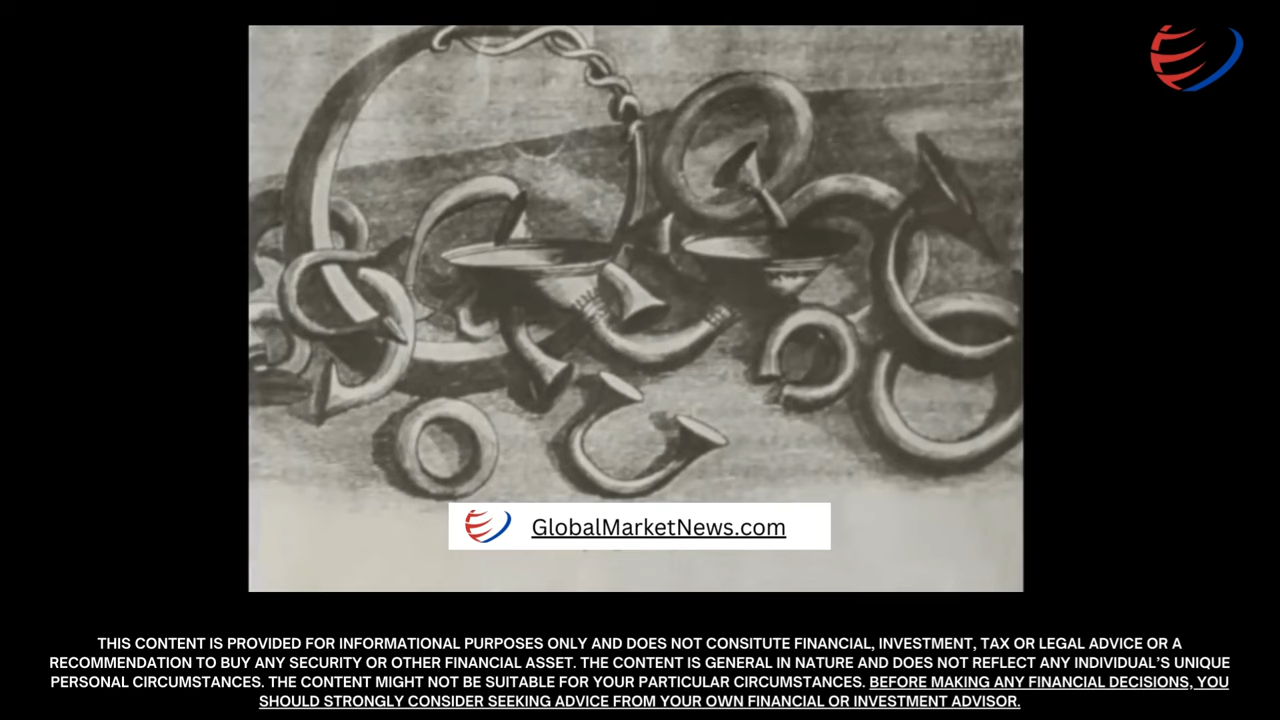 GlobalMarketNews.com
THIS CONTENT IS PROVIDED FOR INFORMATIONAL PURPOSES ONLY AND DOES NOT CONSITUTE FINANCIAL, INVESTMENT, TAX OR LEGAL ADVICE OR A
RECOMMENDATION TO BUY ANY SECURITY OR OTHER FINANCIAL ASSET. THE CONTENT IS GENERAL IN NATURE AND DOES NOT REFLECT ANY INDIVIDUAL'S UNIQUE
PERSONAL CIRCUMSTANCES. THE CONTENT MIGHT NOT BE SUITABLE FOR YOUR PARTICULAR CIRCUMSTANCES. BEFORE MAKING ANY FINANCIAL DECISIONS, YOU
SHOULD STRONGLY CONSIDER SEEKING ADVICE FROM YOUR OWN FINANCIAL OR INVESTMENT ADVISOR.